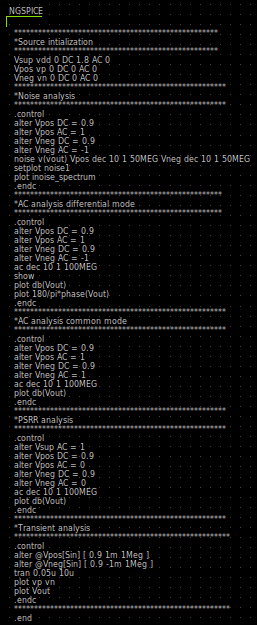 NGSPICE
***************************************************
*Source intialization
***************************************************
Vsup vdd 0 DC 1.8 AC 0
Vpos vp 0 DC 0 AC 0
Vneg vn 0 DC 0 AC 0
*****************************************************
*Noise analysis
*****************************************************
.control
alter Vpos DC = 0.9
alter Vpos AC = 1
alter Vneg DC = 0.9
alter Vneg AC = -1
noise v(vout) Vpos dec 10 1 50MEG Vneg dec 10 1 50MEG
setplot noise1
plot inoise_spectrum
.endc
****************************************************
*AC analysis differential mode
****************************************************
.control
alter Vpos DC = 0.9
alter Vpos AC = 1
alter Vneg DC = 0.9
alter Vneg AC = -1
ac dec 10 1 100MEG
show
plot db(Vout)
plot 180/pi*phase(Vout)
.endc
*****************************************************
*AC analysis common mode
*****************************************************
.control
alter Vpos DC = 0.9
alter Vpos AC = 1
alter Vneg DC = 0.9
alter Vneg AC = 1
ac dec 10 1 100MEG
plot db(Vout)
.endc
*****************************************************
*PSRR analysis
*****************************************************
.control
alter Vsup AC = 1
alter Vpos DC = 0.9
alter Vpos AC = 0
alter Vneg DC = 0.9
alter Vneg AC = 0
ac dec 10 1 100MEG
plot db(Vout)
.endc
*****************************************************
*Transient analysis
******************************************************
.control
alter @Vpos[Sin] [ 0.9 1m 1Meg ]
alter @Vneg[Sin] [ 0.9 -1m 1Meg ]
tran 0.05u 10u
plot vp vn
plot Vout
.endc
******************************************************
.end